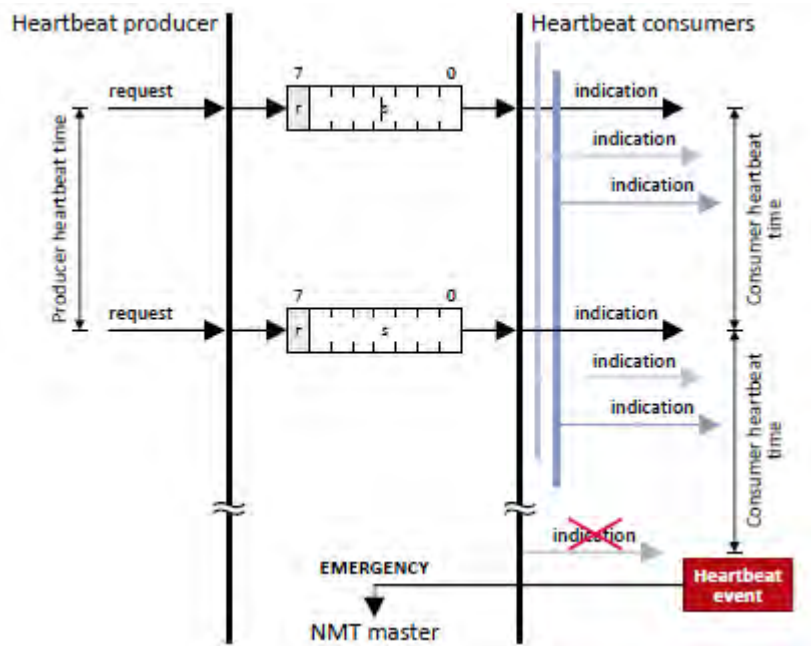 Heartbeat producer
Heartbeat consumers
7 0
request
r s
indication
indication
indication
Producer heartbeat time
Consumer heartbeat
time
7 0
request
r s
indication
indication
indication
Consumer heartbeat
time
indication
EMERGENCY
Heartbeat
event
NMT master